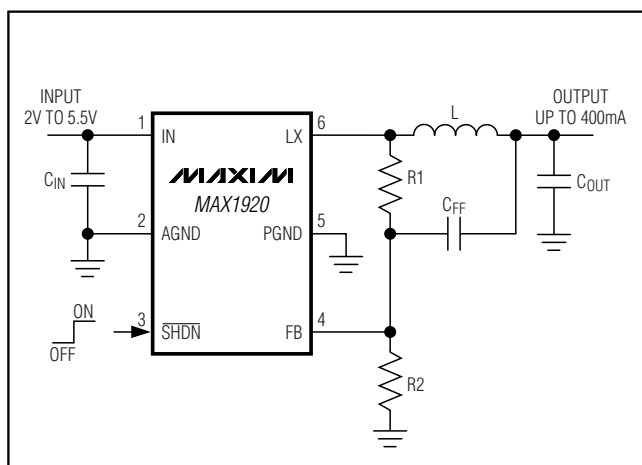 INPUT
2V TO 5.5V
CIN
1
IN
2
AGND
3
SHDN
ON
OFF
MAXIM
MAX1920
6
LX
5
PGND
4
FB
R1
R2
L
CFF
OUTPUT
UP TO 400mA
COUT